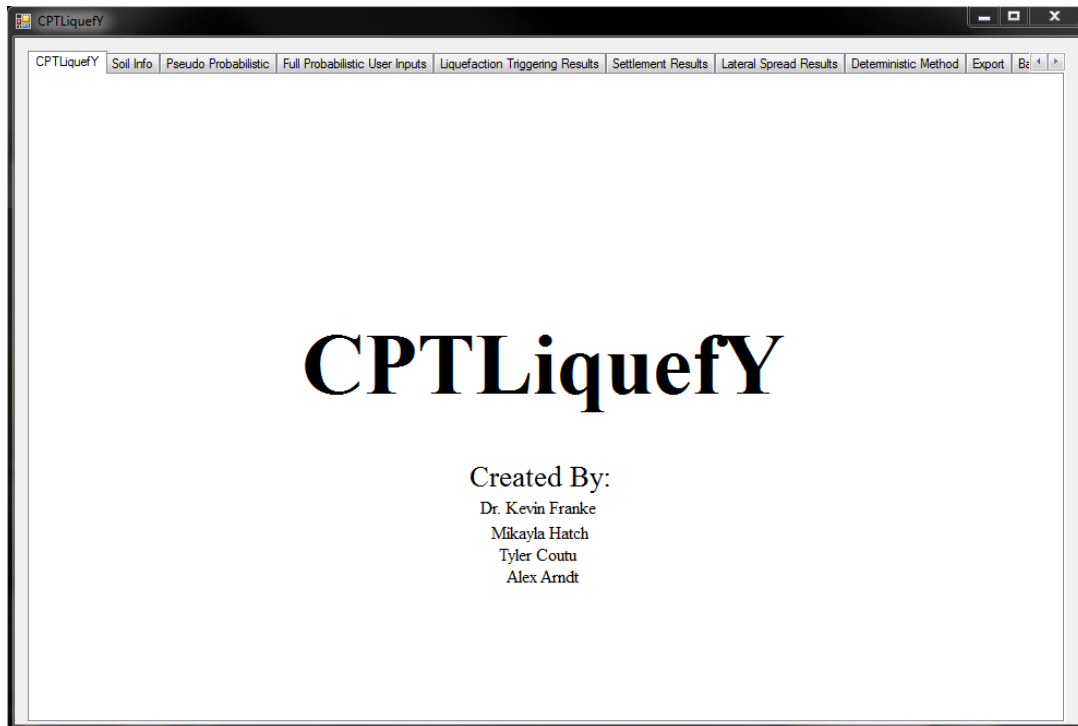 CPTLiquefY
CPTLiquefY Soil Info Pseudo Probabilistic Full Probabilistic User Inputs Liquefaction Triggering Results Settlement Results Lateral Spread Results Deterministic Method Export
CPTLiquefY
Created By:
Dr. Kevin Franke
Mikayla Hatch
Tyler Coutu
Alex Arndt